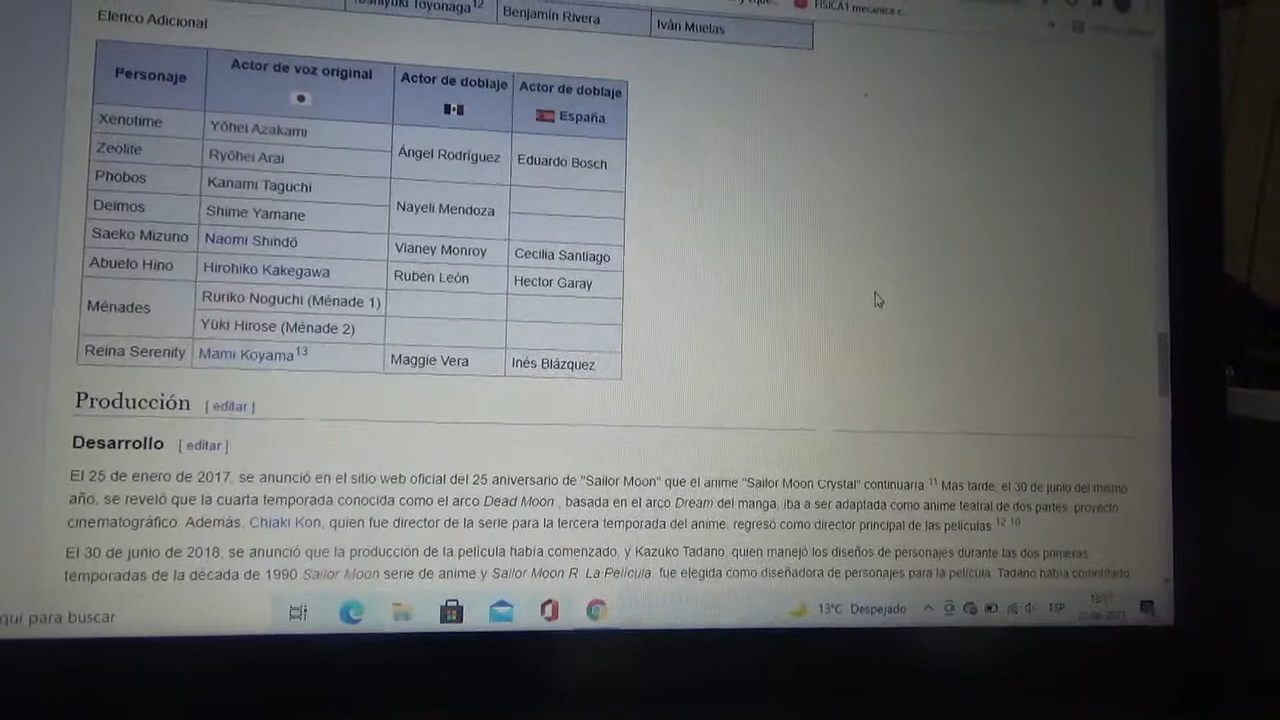 Toyonaga12 Benjamín Rivera Iván Muelas
FISICA I mecanica c...
Elenco Adicional
Personaje Actor de voz original Actor de doblaje Actor de doblaje
España
Xenotime Yōhei Azakami
Zeolite Ryōhei Arai Ángel Rodríguez Eduardo Bosch
Phobos Kanami Taguchi
Deimos Shime Yamane Nayeli Mendoza
Saeko Mizuno Naomi Shindō Vianey Monroy Cecilia Santiago
Abuelo Hino Hirohiko Kakegawa Ruben León Hector Garay
Ménades Ruriko Noguchi (Ménade 1)
Yūki Hirose (Ménade 2)
Reina Serenity Mami Koyama13 Maggie Vera Inés Blázquez
Producción [ editar ]
Desarrollo [ editar ]
El 25 de enero de 2017, se anunció en el sitio web oficial del 25 aniversario de "Sailor Moon" que el anime "Sailor Moon Crystal" continuaría.11 Mas tarde, el 30 de junio del mismo
año, se reveló que la cuarta temporada conocida como el arco Dead Moon , basada en el arco Dream del manga, iba a ser adaptada como anime teatral de dos partes. proyecto
cinematográfico. Además, Chiaki Kon, quien fue director de la serie para la tercera temporada del anime, regresó como director principal de las películas.12 10
El 30 de junio de 2018, se anunció que la producción de la película había comenzado, y Kazuko Tadano, quien manejó los diseños de personajes durante las dos primeras
temporadas de la década de 1990 Sailor Moon serie de anime y Sailor Moon R: La Película, fue elegida como diseñadora de personajes para la película. Tadano había comentado
quí para buscar 13°C Despejado ESP